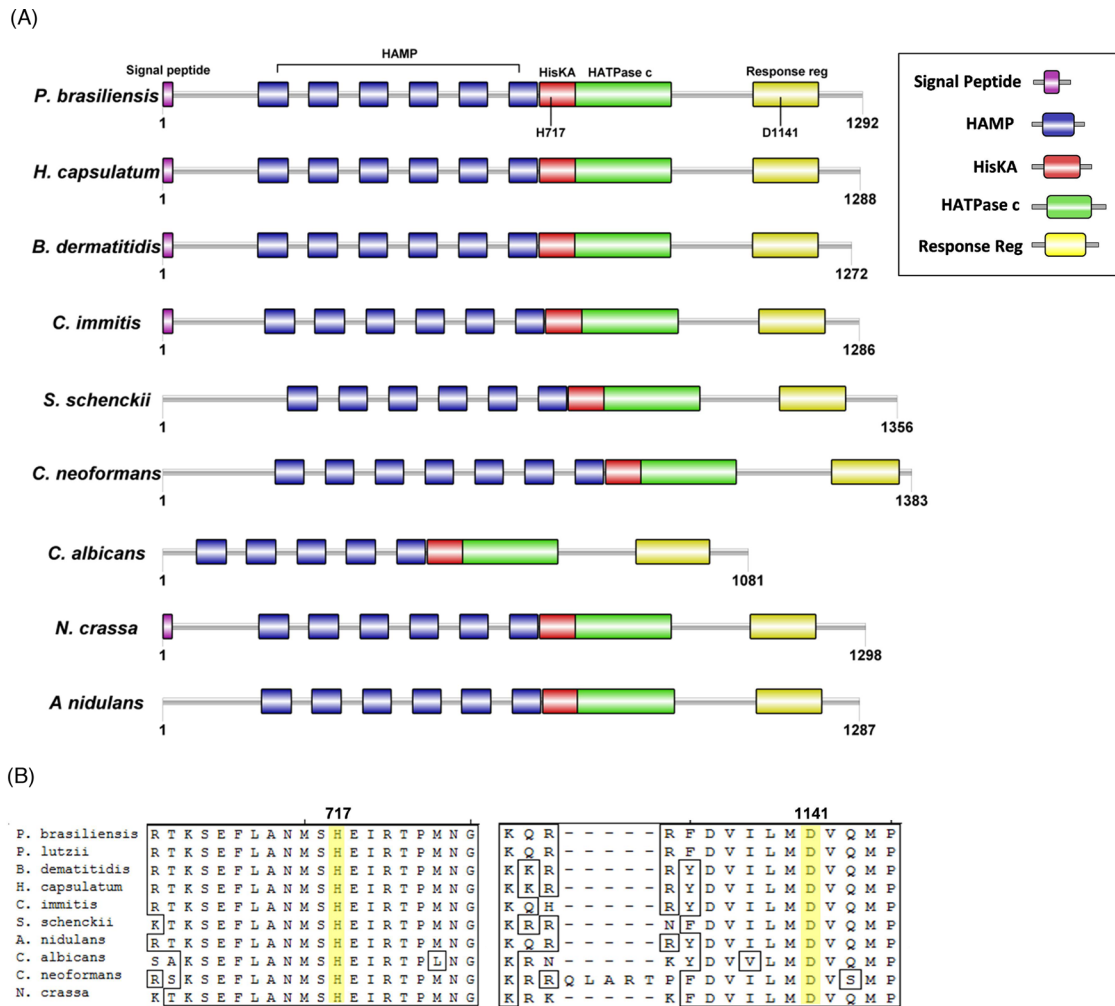 (A)
HAMP
Signal peptide HisKA HATPase c Response reg
P. brasiliensis
1 H717 D1141 1292
H. capsulatum
1 1288
B. dermatitidis
1 1272
C. immitis
1 1286
S. schenckii
1 1356
C. neoformans
1 1383
C. albicans
1 1081
N. crassa
1 1298
A nidulans
1 1287
Signal Peptide
HAMP
HisKA
HATPase c
Response Reg
(B)
717 1141
P. brasiliensis R T K S E F L A N M S H E I R T P M N G K Q R - - - - - R F D V I L M D V Q M P
P. lutzii R T K S E F L A N M S H E I R T P M N G K Q R - - - - - R F D V I L M D V Q M P
B. dematitidis R T K S E F L A N M S H E I R T P M N G K K R - - - - - R Y D V I L M D V Q M P
H. capsulatum R T K S E F L A N M S H E I R T P M N G K K R - - - - - R Y D V I L M D V Q M P
C. immitis R T K S E F L A N M S H E I R T P M N G K Q H - - - - - R Y D V I L M D V Q M P
S. schenckii K T K S E F L A N M S H E I R T P M N G K R R - - - - - N F D V I L M D V Q M P
A. nidulans R T K S E F L A N M S H E I R T P M N G K Q R - - - - - R Y D V I L M D V Q M P
C. albicans S A K S E F L A N M S H E I R T P L N G K R N - - - - - K Y D V V L M D V Q M P
C. neoformans R S K S E F L A N M S H E I R T P M N G K R R Q L A R T P F D V I L M D V S M P
N. crassa K T K S E F L A N M S H E I R T P M N G K R K - - - - - K F D V I L M D V Q M P